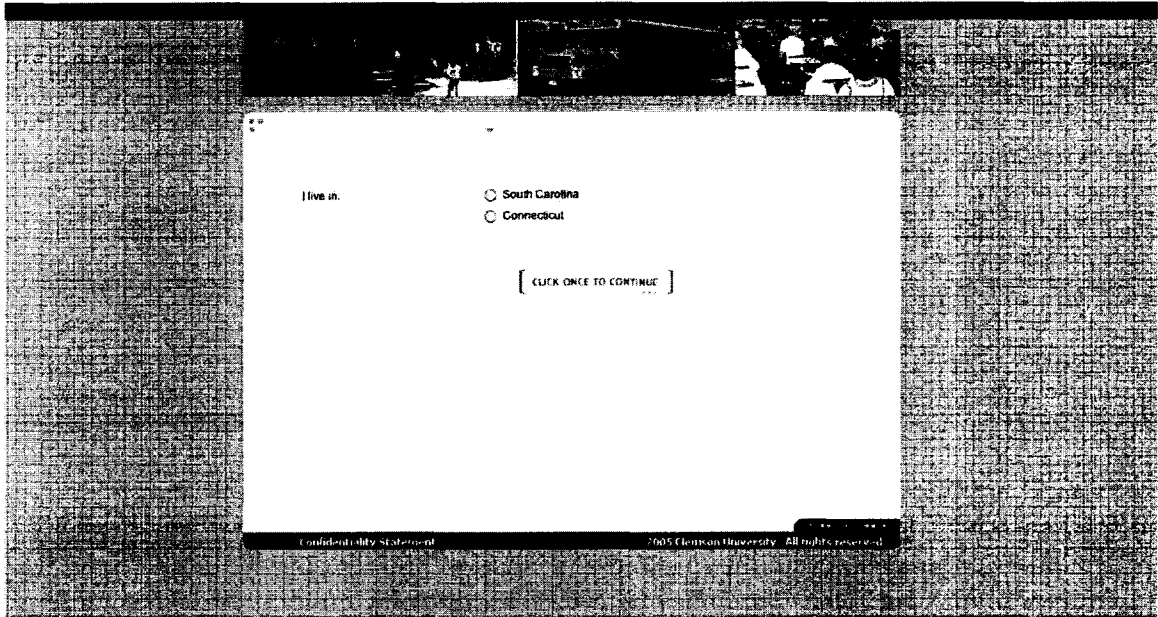 I live in:
South Carolina
Connecticut
[ CLICK ONCE TO CONTINUE ]
Confidentiality Statement
2005 Clemson University All rights reserved